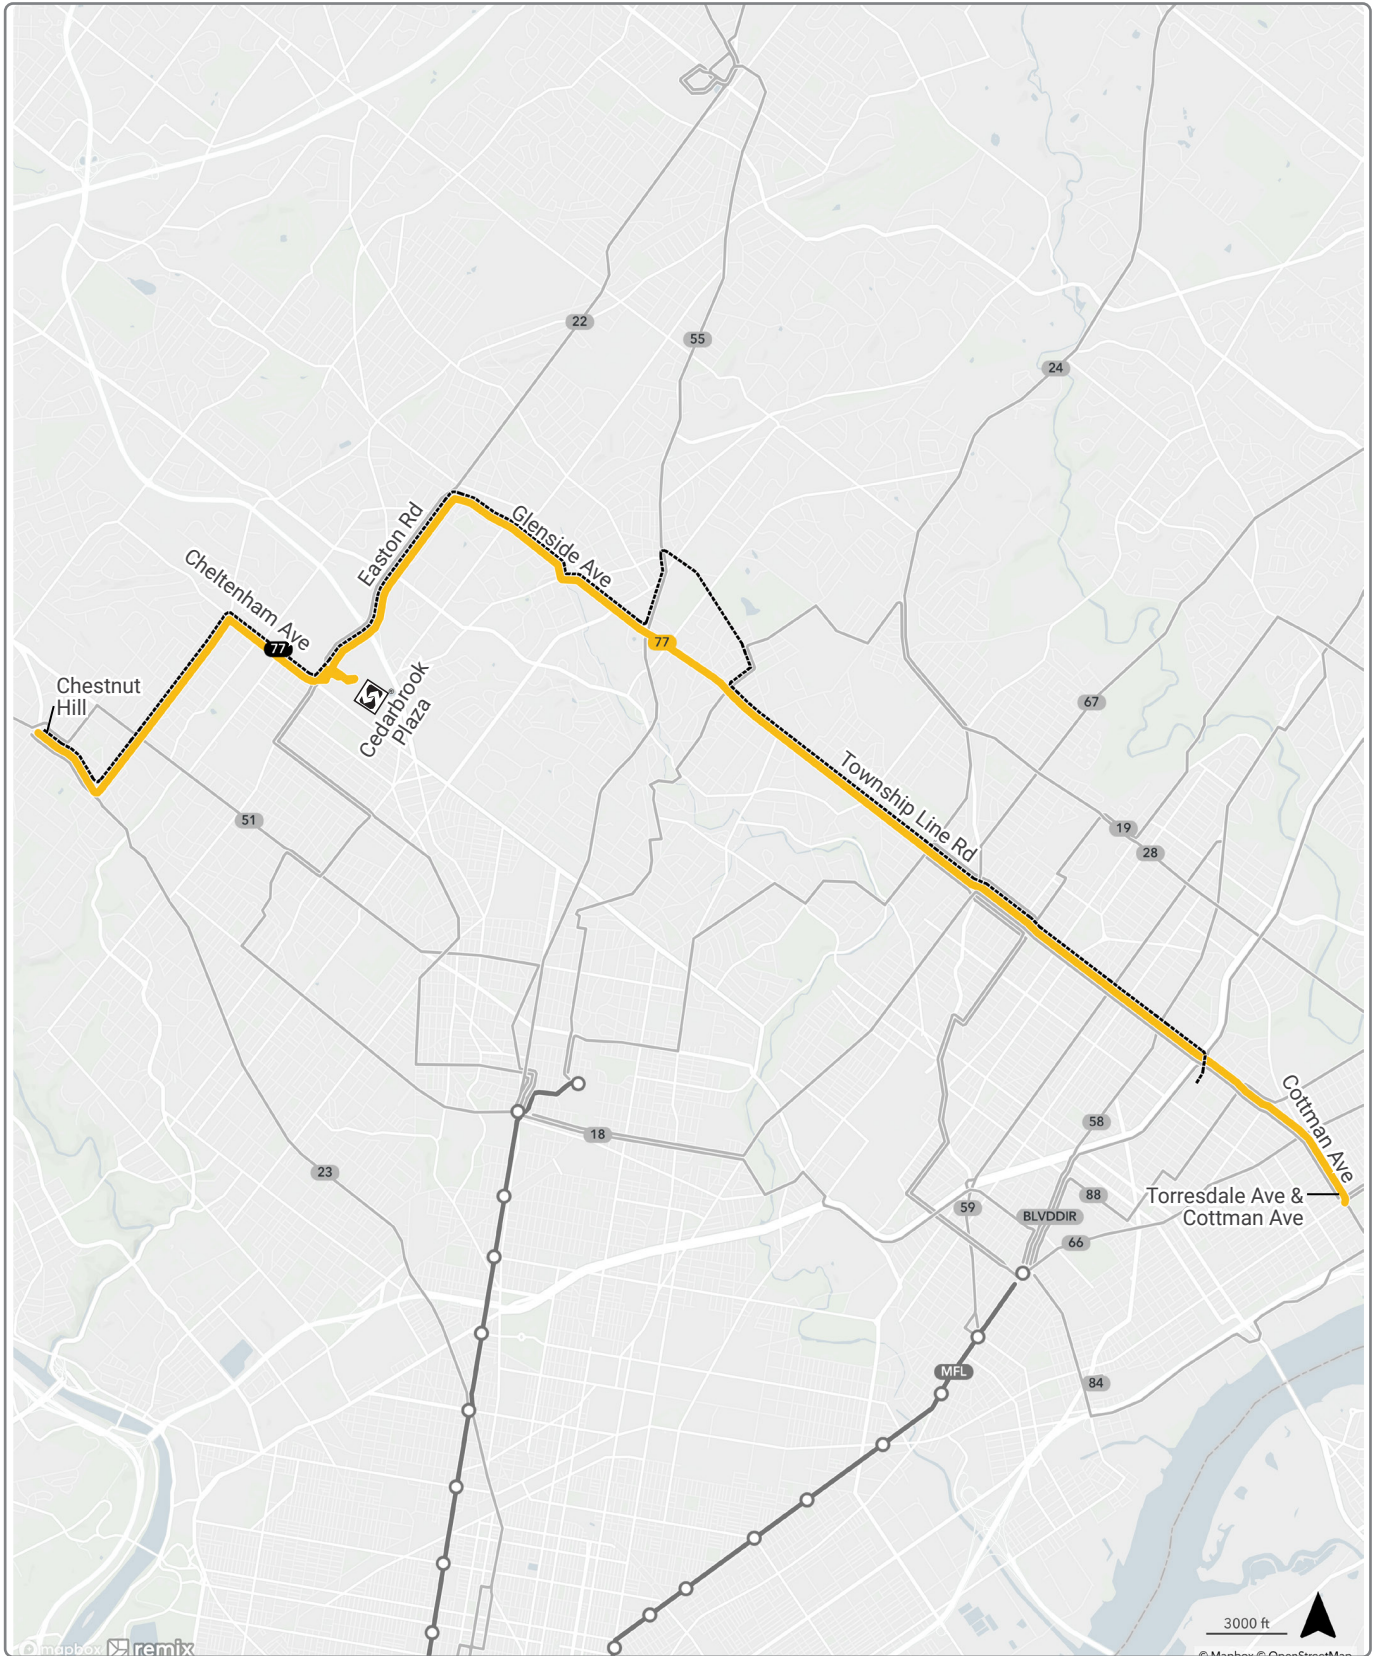 22
55
24
Easton Rd
Glenside Ave
Cheltenham Ave
77
77
Chestnut
Hill
Cedarbrook
Plaza
67
Township Line Rd
51
19
28
Cottman Ave
58
18
23
88
Torresdale Ave &
Cottman Ave
59
BLVDDIR
66
MFL
84
3000 ft
mapbox remix
© Mapbox © OpenStreetMap